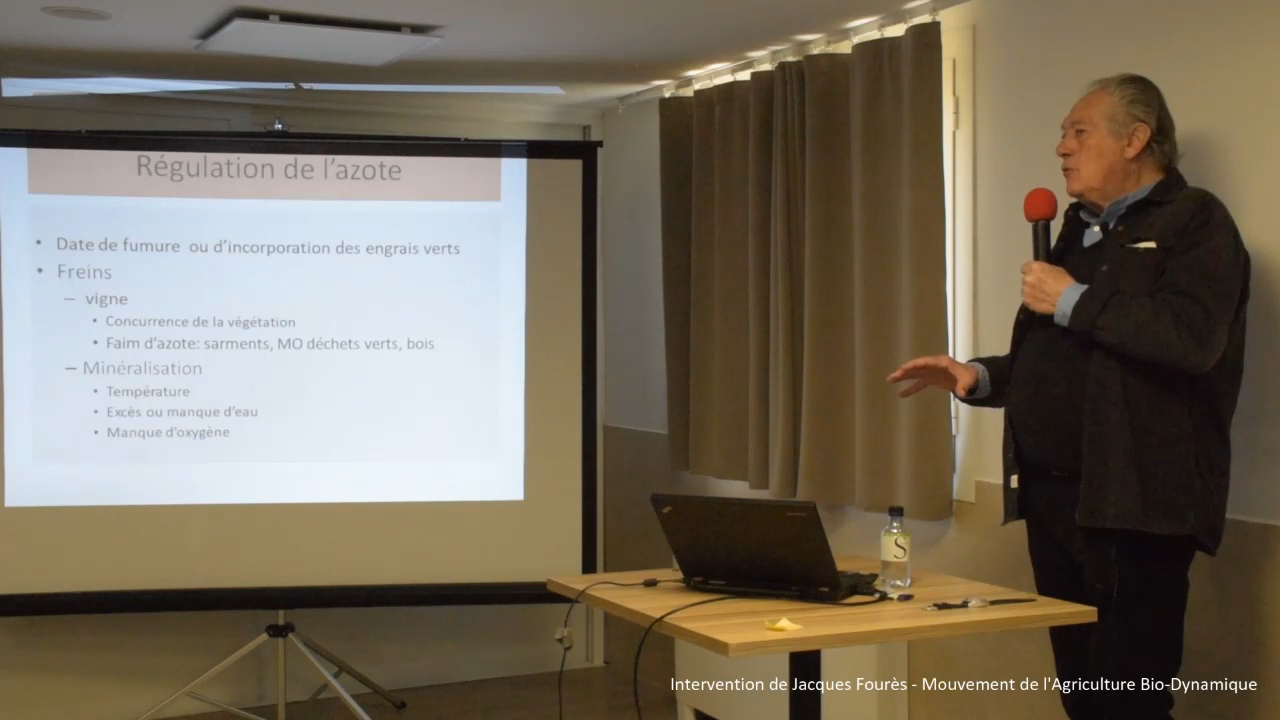 Régulation de l'azote
• Date de fumure ou d'incorporation des engrais verts
• Freins
– vigne
• Concurrence de la végétation
• Faim d'azote: sarments, MO déchets verts, bois
– Minéralisation
• Température
• Excès ou manque d'eau
• Manque d'oxygène
S
Intervention de Jacques Fourès - Mouvement de l'Agriculture Bio-Dynamique